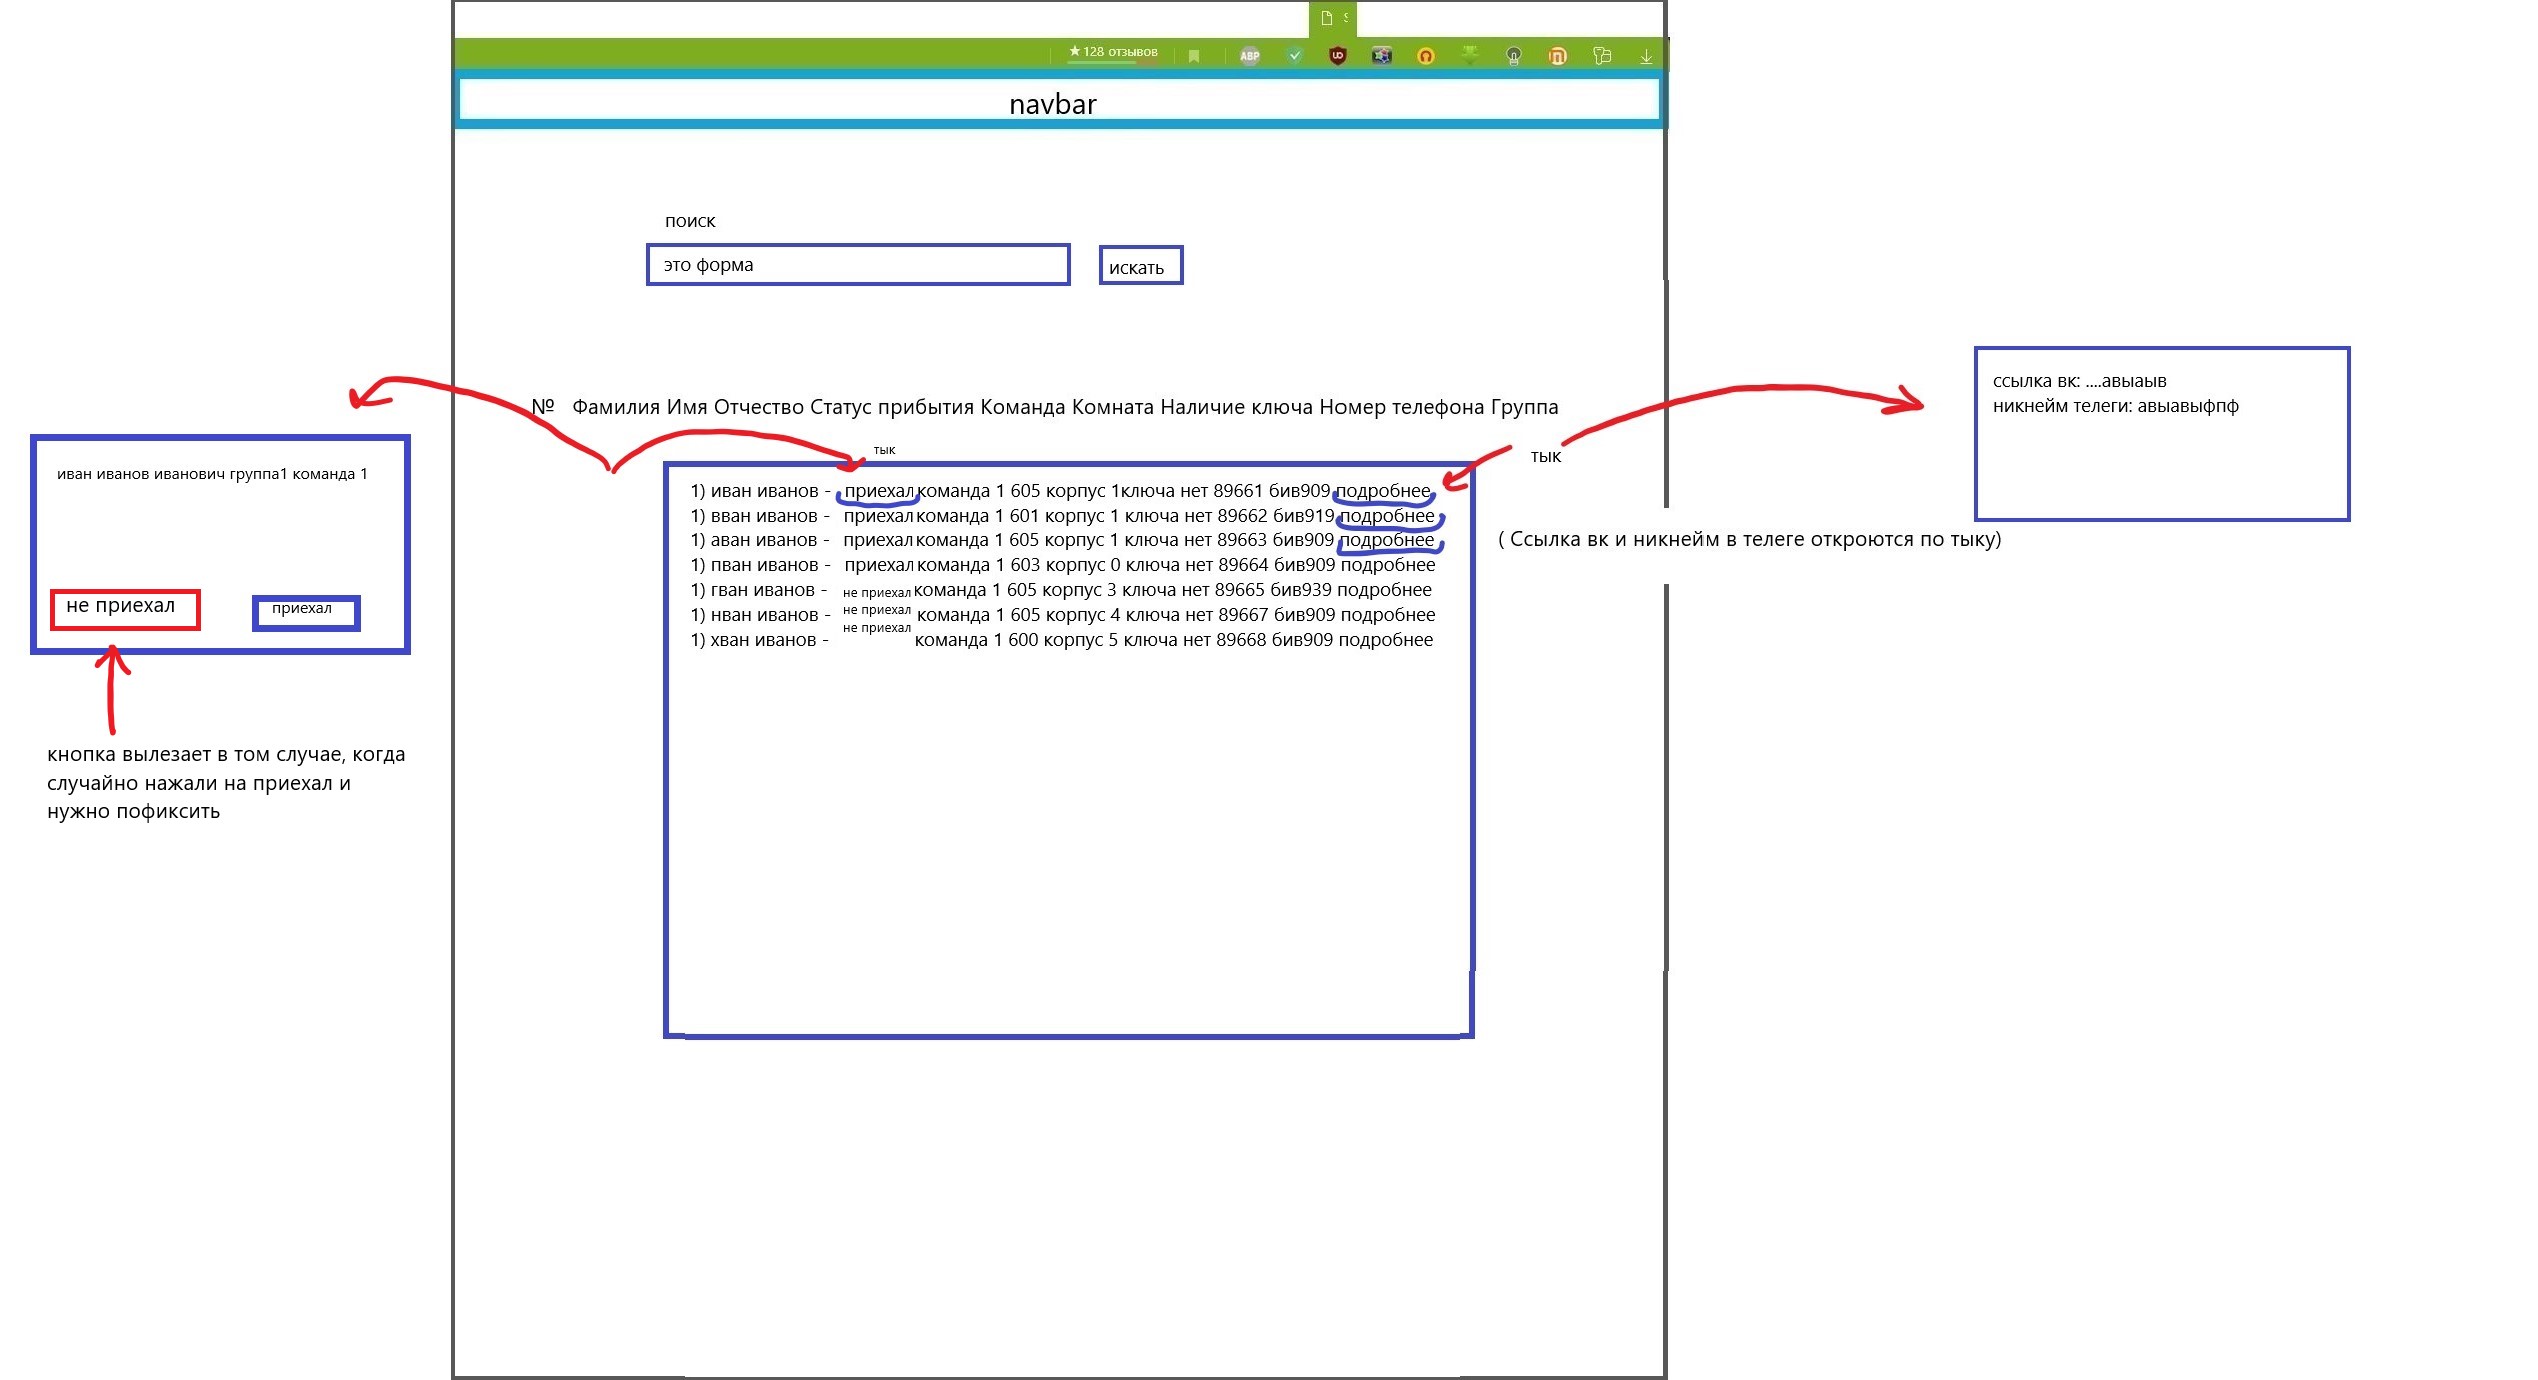 128 отзывов
ABP
navbar
поиск
это форма
искать
№ Фамилия Имя Отчество Статус прибытия Команда Комната Наличие ключа Номер телефона Группа
тык
тык
1) иван иванов - приехал команда 1 605 корпус 1ключа нет 89661 бив909 подробнее
1) вван иванов - приехал команда 1 601 корпус 1 ключа нет 89662 бив919 подробнее
1) аван иванов - приехал команда 1 605 корпус 1 ключа нет 89663 бив909 подробнее
1) пван иванов - приехал команда 1 603 корпус 0 ключа нет 89664 бив909 подробнее
1) гван иванов - не приехал команда 1 605 корпус 3 ключа нет 89665 бив939 подробнее
1) нван иванов - не приехал команда 1 605 корпус 4 ключа нет 89667 бив909 подробнее
1) хван иванов - не приехал команда 1 600 корпус 5 ключа нет 89668 бив909 подробнее
иван иванов иванович группа1 команда 1
не приехал
приехал
кнопка вылезает в том случае, когда
случайно нажали на приехал и
нужно пофиксить
ссылка вк: ....авыаыв
никнейм телеги: авыавыфпф
( Ссылка вк и никнейм в телеге откроются по тыку)